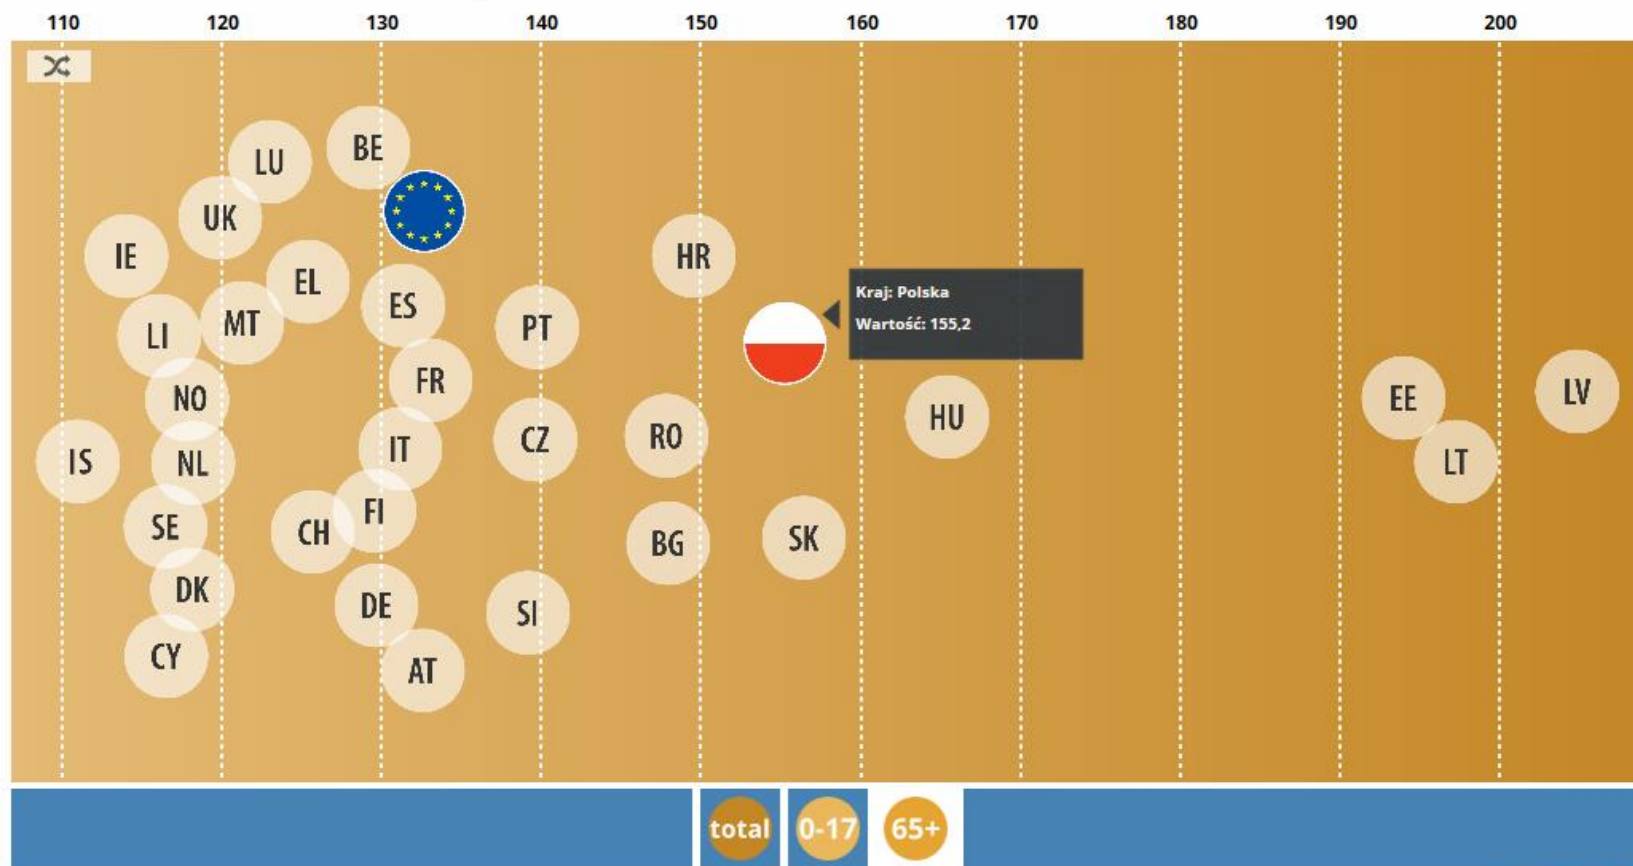 110 120 130 140 150 160 170 180 190 200
BE
LU
UK
IE
HR
EL
Kraj: Polska
ES
Wartość: 155,2
MT
PT
LI
FR
LV
NO
EE
HU
RO
CZ
IT
IS
NL
LT
FI
SE
CH
SK
BG
DK
DE
SI
CY
AT
total 0-17 65+